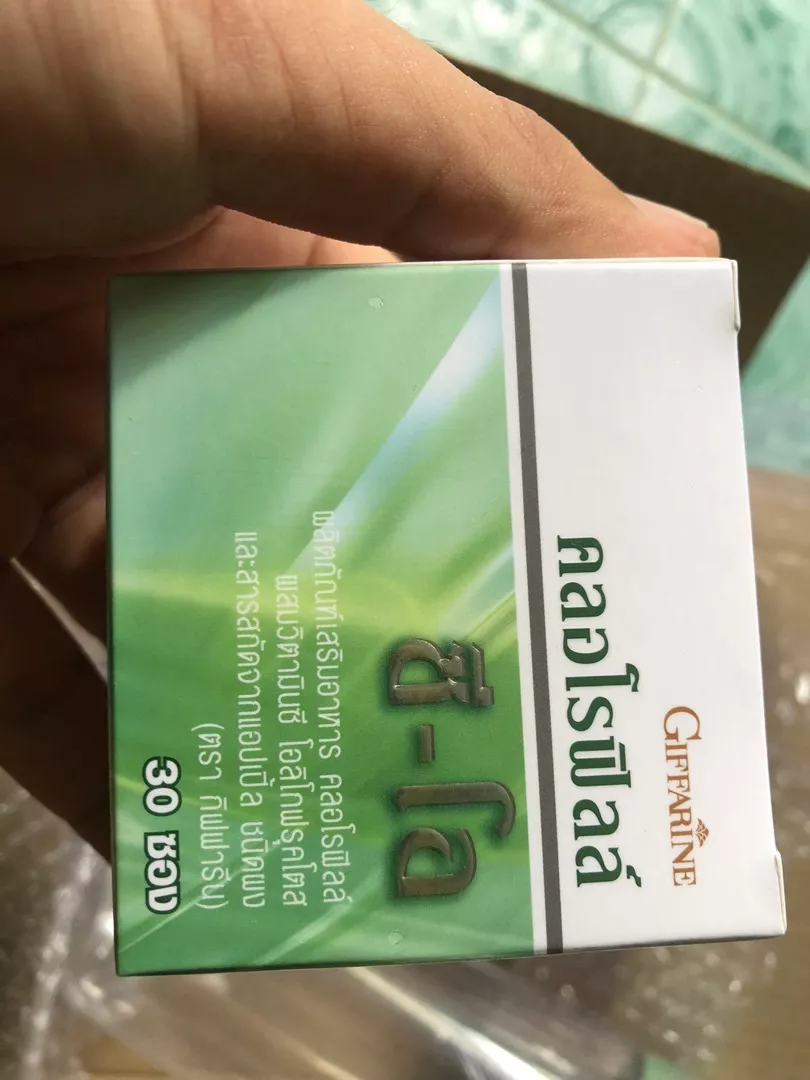 GIFFARINE
คลอโรฟิลล์
ซี-โอ
ผลิตภัณฑ์เสริมอาหาร คลอโรฟิลล์
ผสมวิตามินซี โอลิโกฟรุคโตส
และสารสกัดจากแอปเปิ้ล ชนิดผง
(ตรา กิฟฟารีน)
30 ซอง